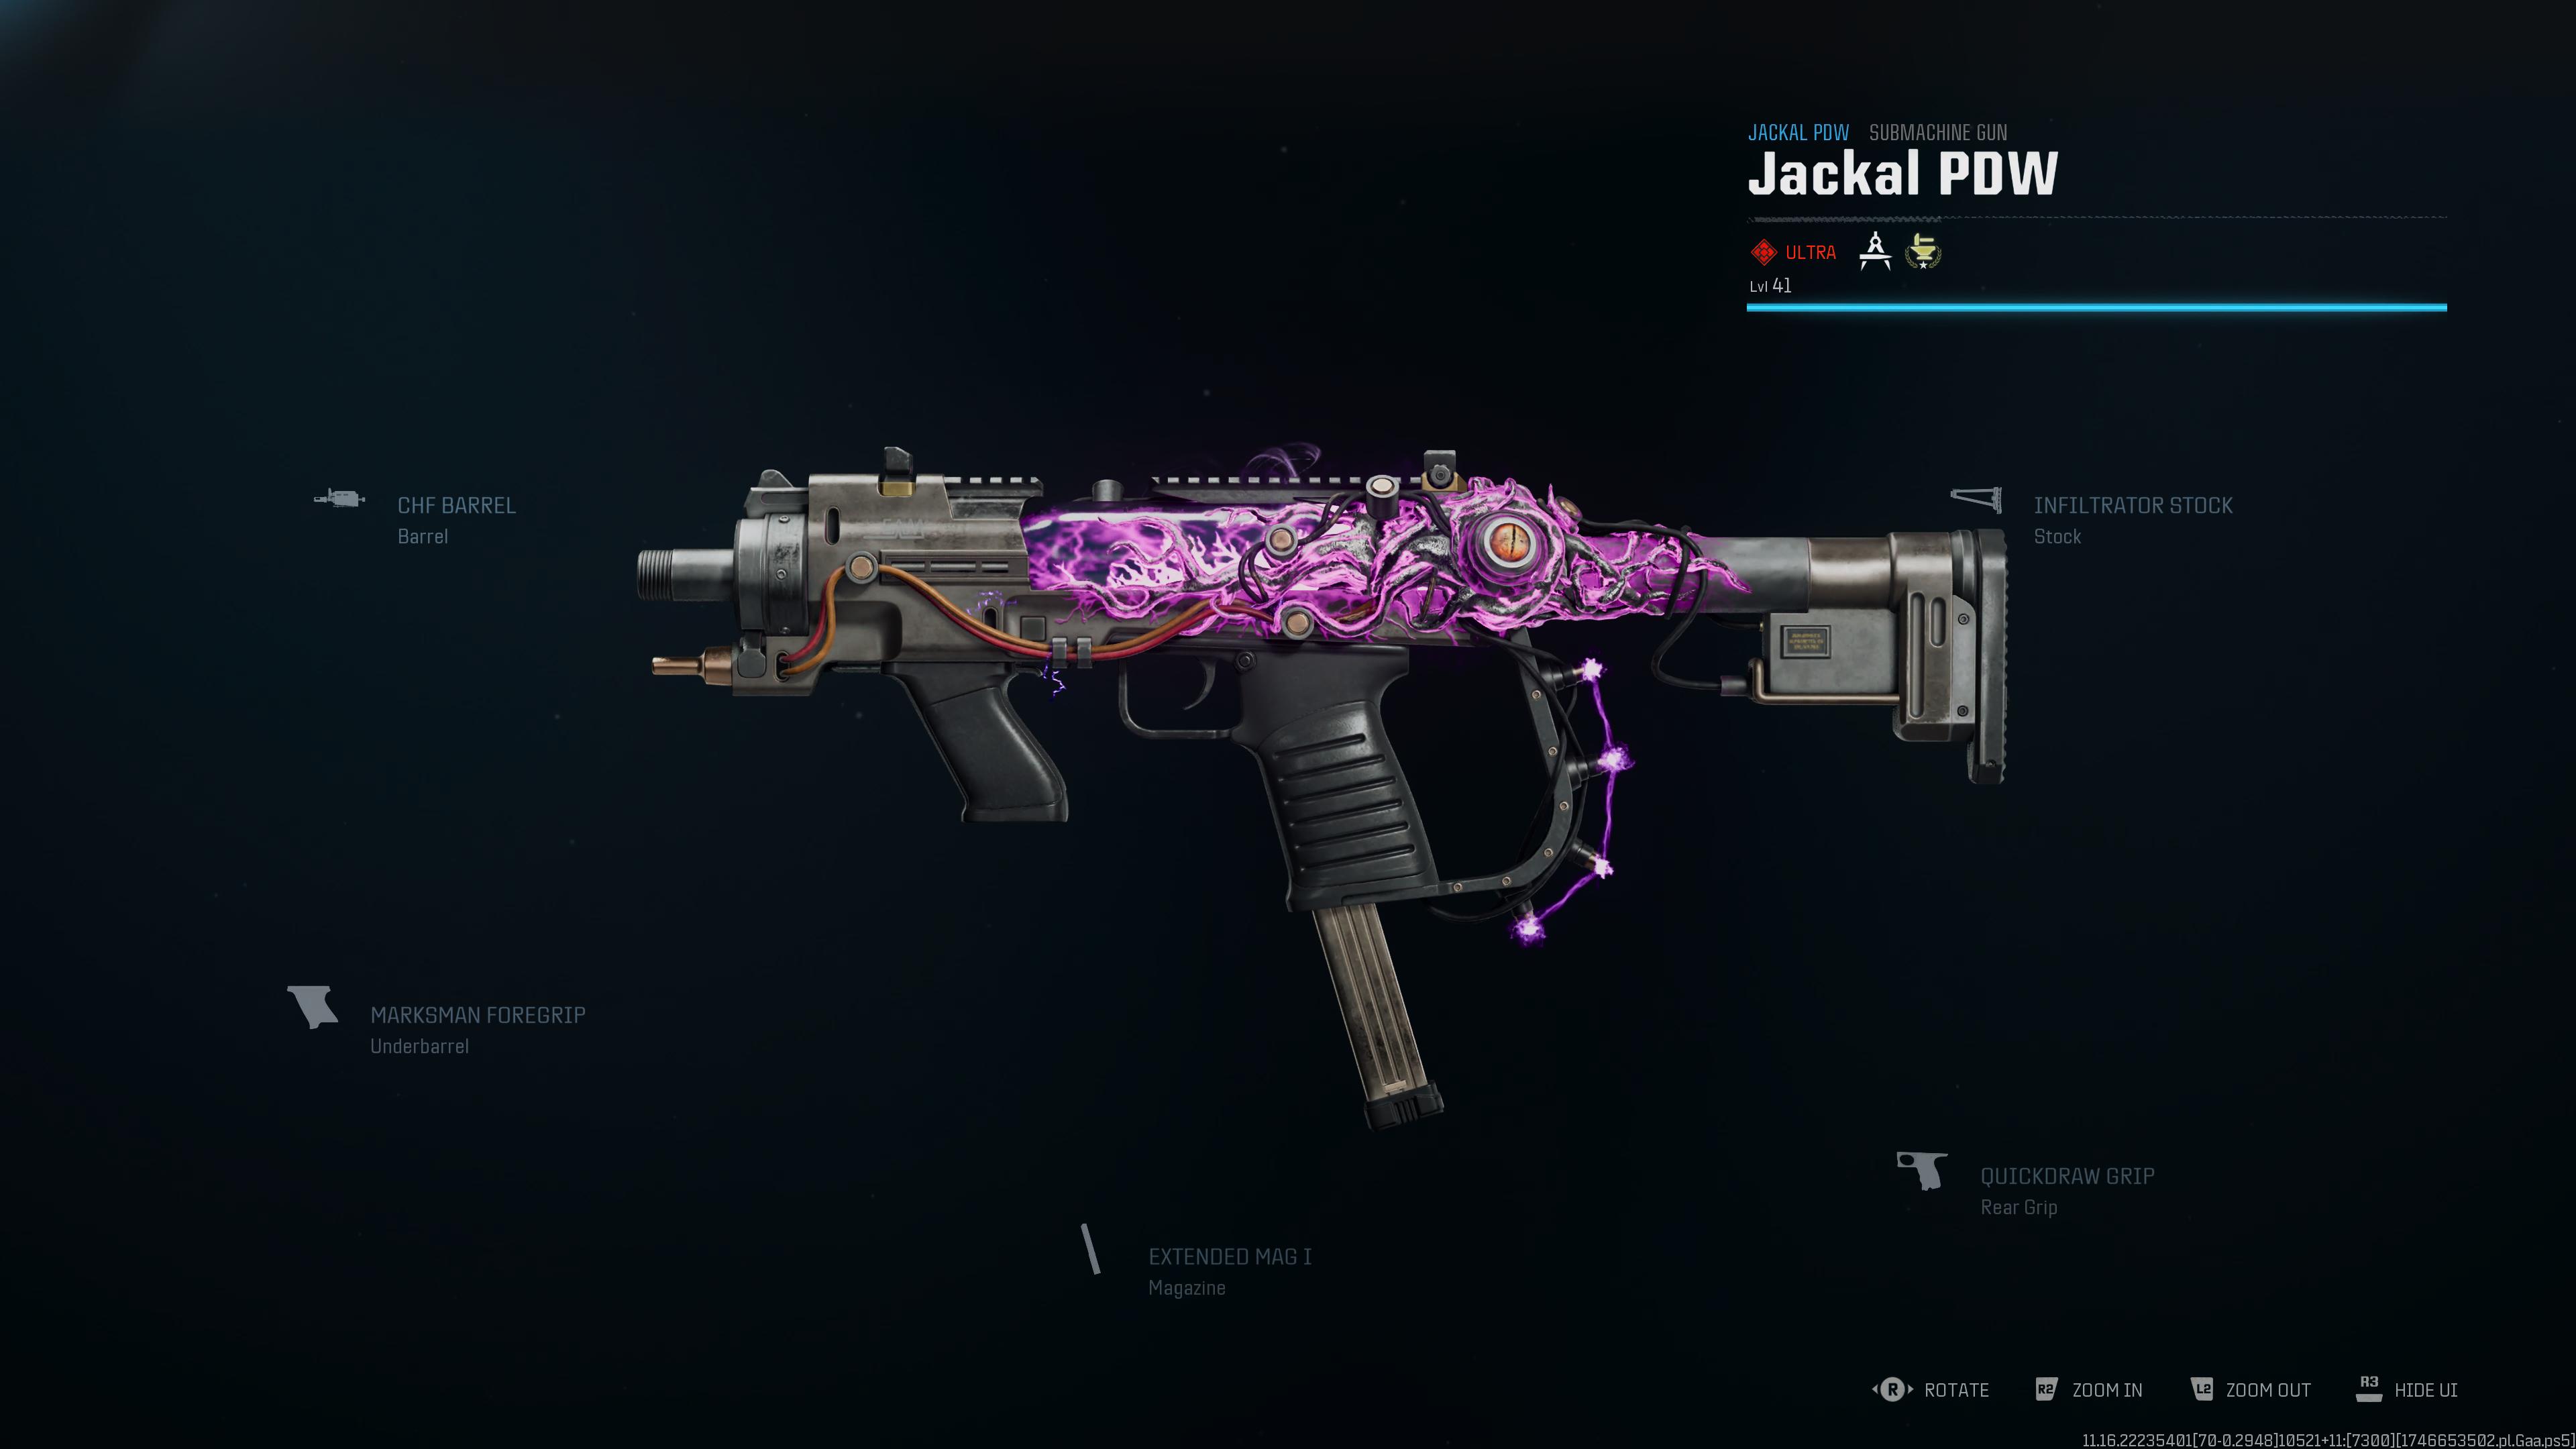 JACKAL PDW SUBMACHINE GUN
Jackal PDW
ULTRA
Lvl 41
CHF BARREL
Barrel
INFILTRATOR STOCK
Stock
MARKSMAN FOREGRIP
Underbarrel
QUICKDRAW GRIP
Rear Grip
EXTENDED MAG I
Magazine
R ROTATE R2 ZOOM IN L2 ZOOM OUT R3 HIDE UI
11.16.22235401[70-0.2948]10521+11:[7300][1746653502.pl.Gaa.ps5]